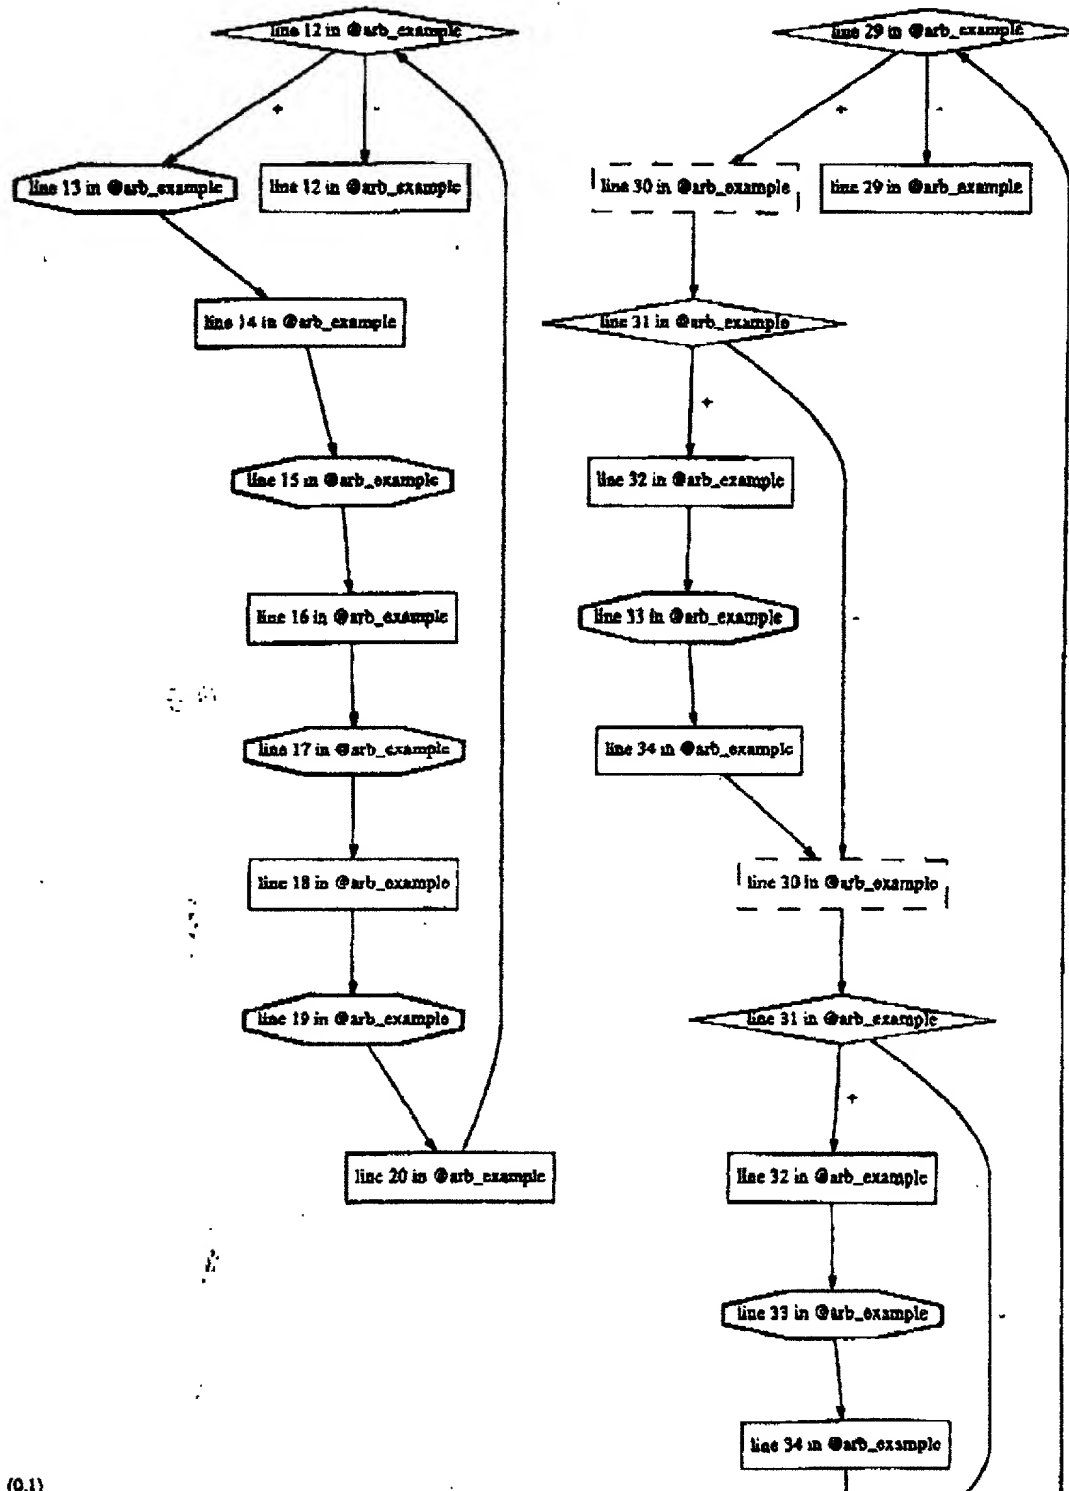 line 12 in @arb_example
line 29 in @arb_example
+
-
+
-
line 13 in @arb_example
line 12 in @arb_example
line 30 in @arb_example
line 29 in @arb_example
line 14 in @arb_example
line 31 in @arb_example
+
line 15 in @arb_example
line 32 in @arb_example
line 16 in @arb_example
line 33 in @arb_example
-
line 17 in @arb_example
line 34 in @arb_example
line 18 in @arb_example
line 30 in @arb_example
line 19 in @arb_example
line 31 in @arb_example
+
line 20 in @arb_example
line 32 in @arb_example
line 33 in @arb_example
-
line 34 in @arb_example
(0,1)